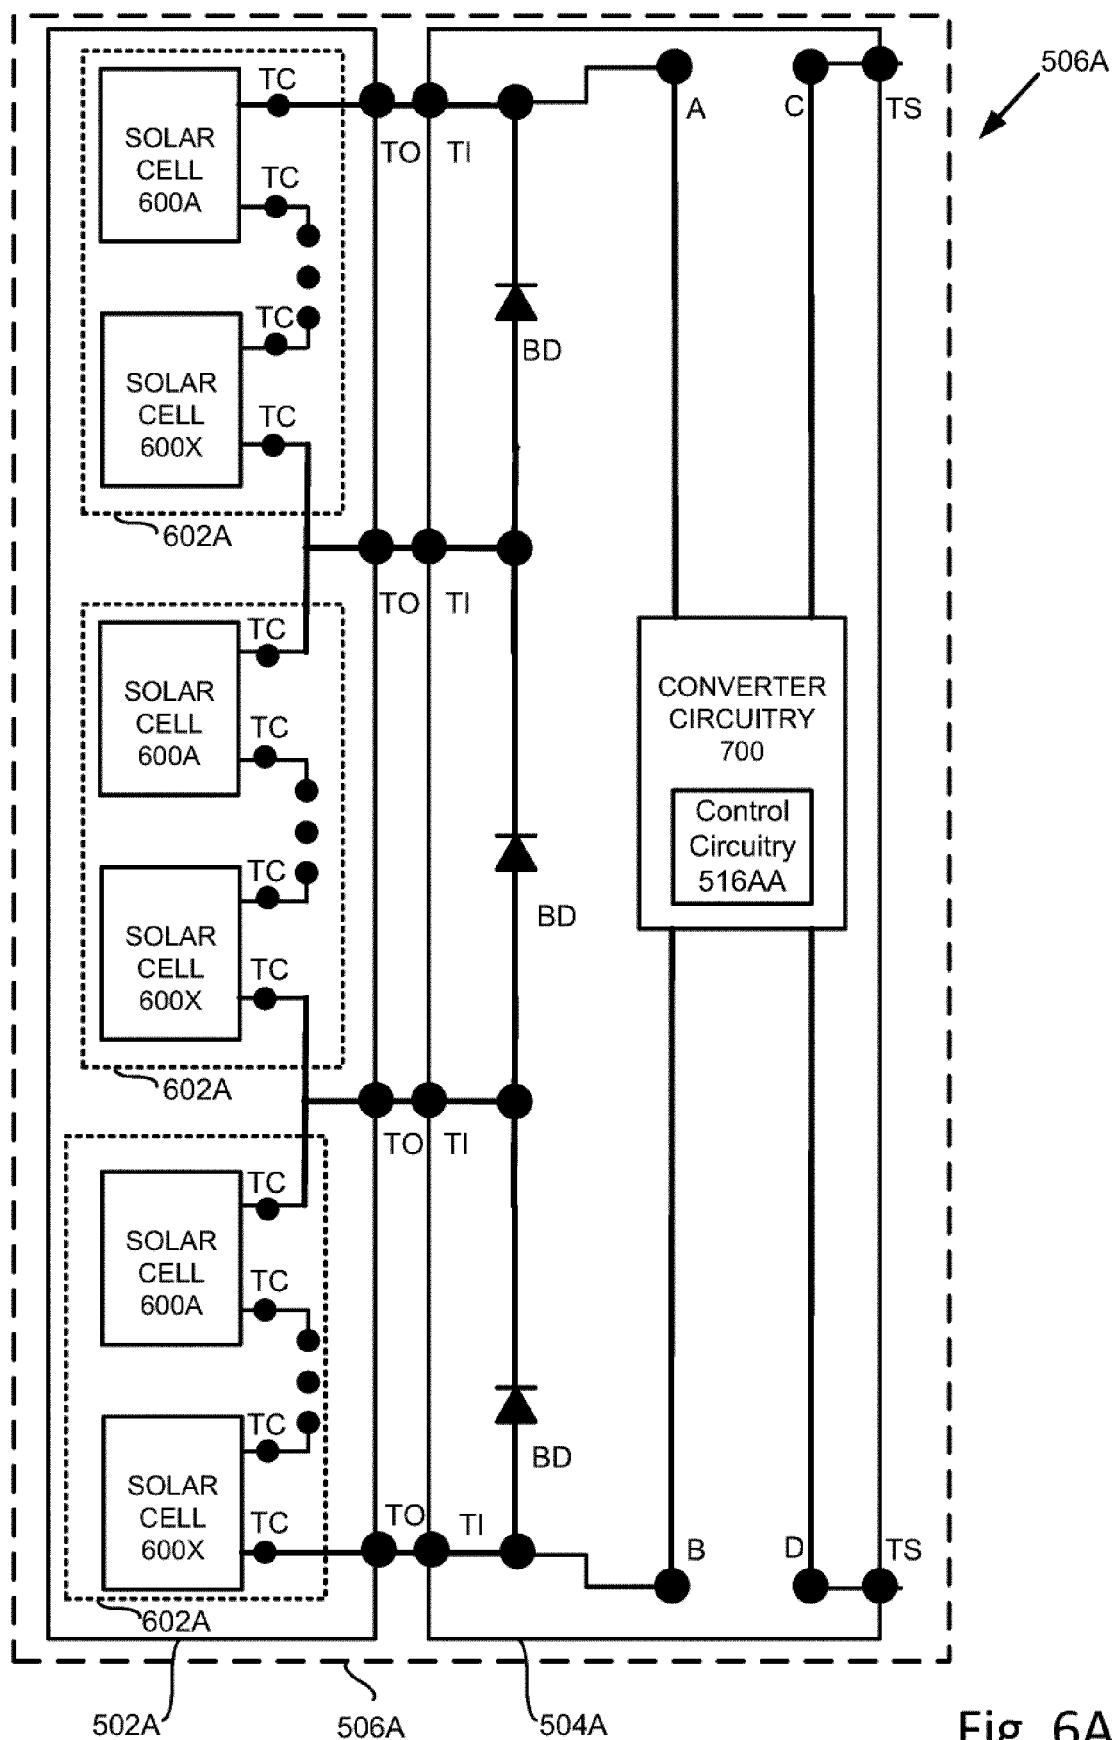 506A
TC
SOLAR
CELL
600A
TC
TO
TI
A
C
TS
TC
SOLAR
CELL
600X
TC
BD
602A
TO
TI
TC
SOLAR
CELL
600A
TC
CONVERTER
CIRCUITRY
700
Control
Circuitry
516AA
TC
SOLAR
CELL
600X
TC
BD
602A
TO
TI
TC
SOLAR
CELL
600A
TC
TC
SOLAR
CELL
600X
TC
BD
TO
TI
B
D
TS
602A
502A
506A
504A
Fig. 6A